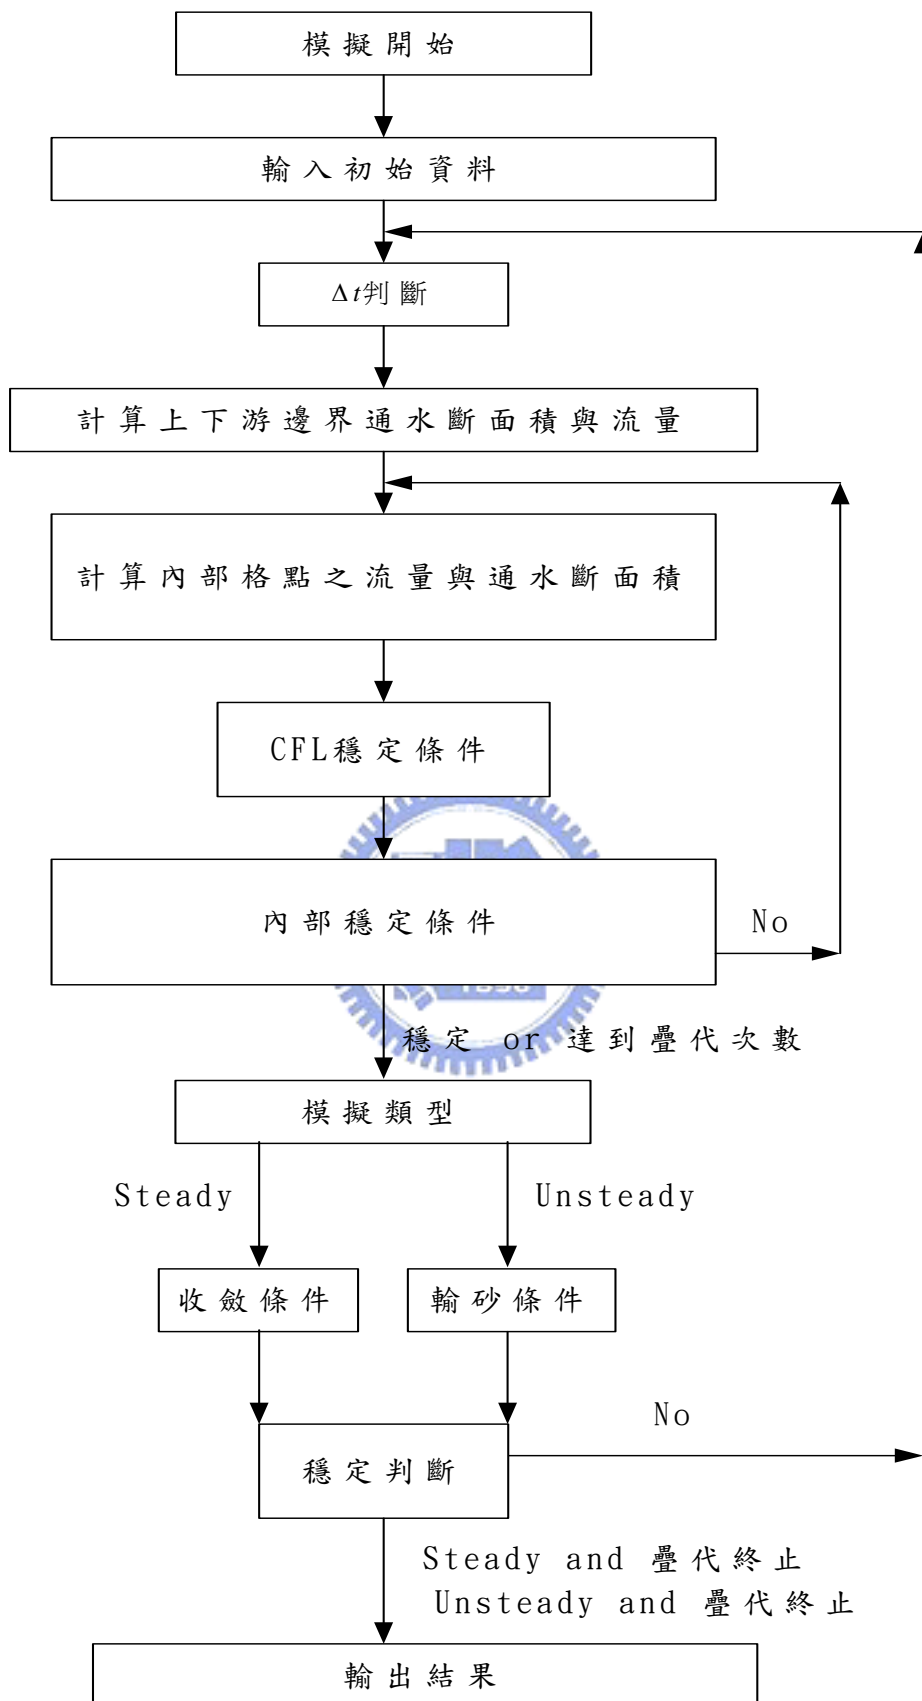 模擬開始
輸入初始資料
Δt判斷
計算上下游邊界通水斷面積與流量
計算內部格點之流量與通水斷面積
CFL穩定條件
內部穩定條件
No
穩定 or 達到疊代次數
模擬類型
Steady
Unsteady
收斂條件
輸砂條件
No
穩定判斷
Steady and 疊代終止
Unsteady and 疊代終止
輸出結果